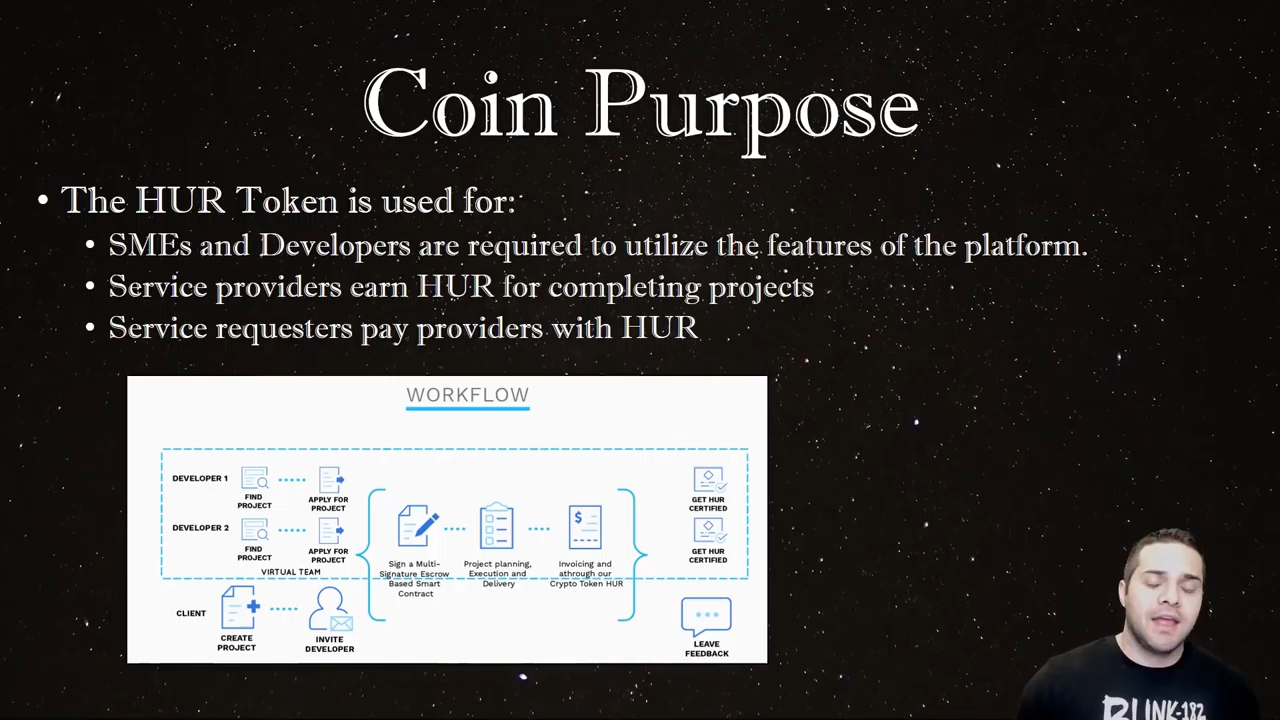 Coin Purpose
• The HUR Token is used for:
• SMEs and Developers are required to utilize the features of the platform.
• Service providers earn HUR for completing projects
• Service requesters pay providers with HUR
WORKFLOW
DEVELOPER 1
FIND
PROJECT
APPLY FOR
PROJECT
DEVELOPER 2
FIND
PROJECT
APPLY FOR
PROJECT
VIRTUAL TEAM
CLIENT
CREATE
PROJECT
INVITE
DEVELOPER
Sign a Multi-
Signature Escrow
Based Smart
Contract
Project planning,
Execution and
Delivery
$
Invoicing and
athrough our
Crypto Token HUR
GET HUR
CERTIFIED
GET HUR
CERTIFIED
LEAVE
FEEDBACK
BLINK-182